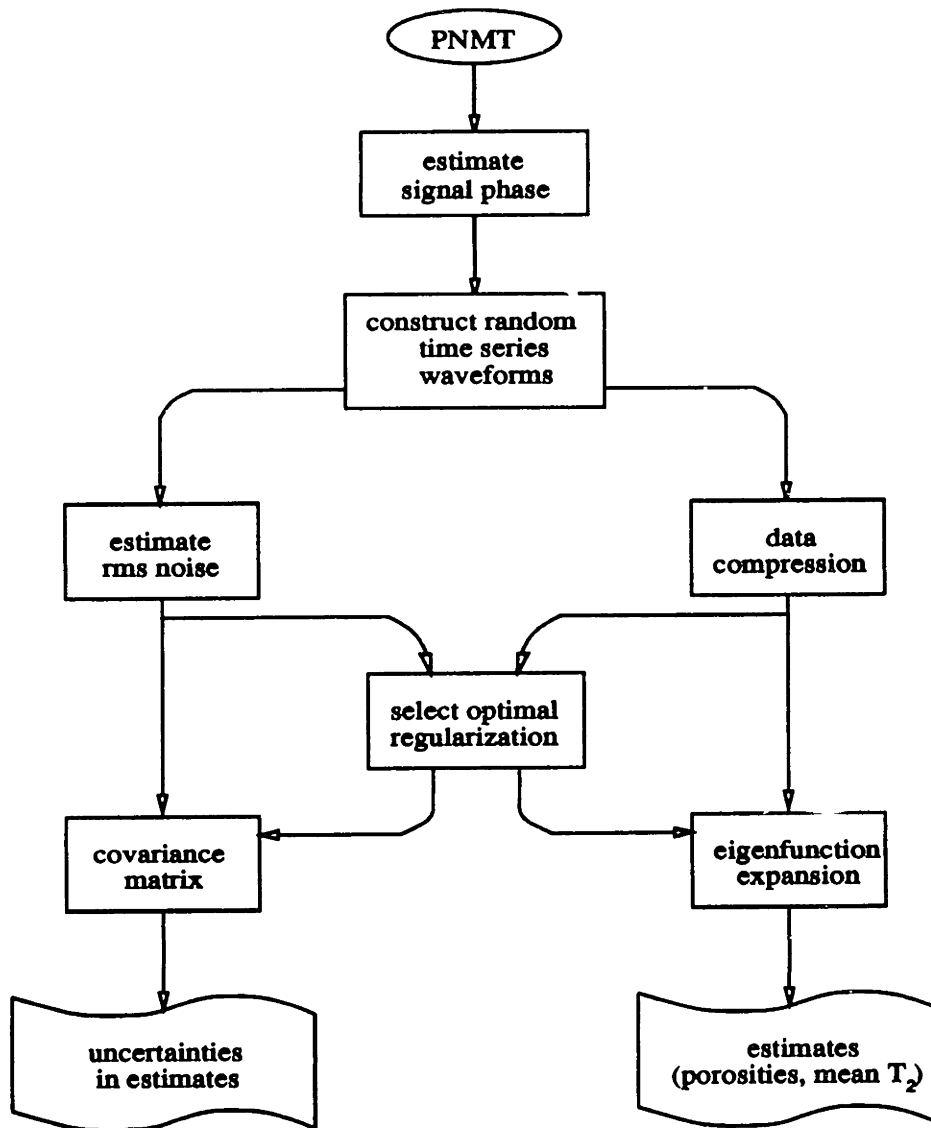 PNMT
estimate
signal phase
construct random
time series
waveforms
estimate
rms noise
data
compression
select optimal
regularization
covariance
matrix
eigenfunction
expansion
uncertainties
in estimates
estimates
(porosities, mean T₂)